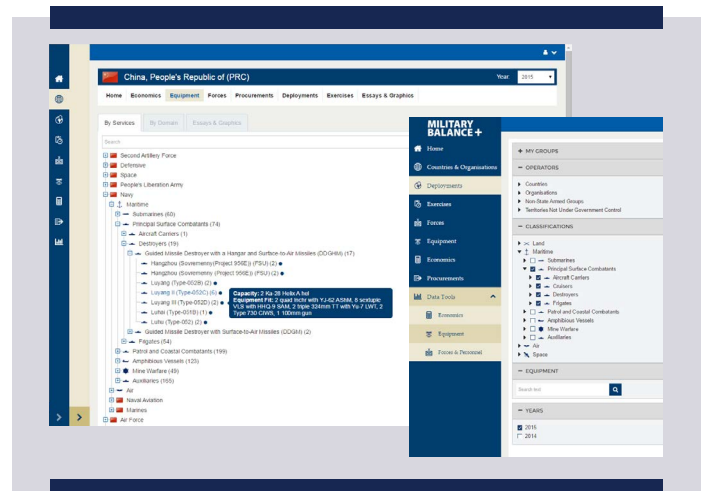 China, People's Republic of (PRC)
Year: 2015
Home Economics Equipment Forces Procurements Deployments Exercises Essays & Graphics
By Services By Domain Essays & Graphics
Search
Second Artillery Force
Defensive
Space
People's Liberation Army
Navy
Maritime
Submarines (65)
Principal Surface Combatants (74)
Aircraft Carriers (1)
Destroyers (19)
Guided Missile Destroyer with a Hangar and Surface-to-Air Missiles (DDGHM) (17)
Hangzhou (Sovremenny (Project 956E)) (FSU) (2)
Hangzhou (Sovremenny (Project 956E)) (FSU) (2)
Luyang (Type-052B) (2)
Luyang II (Type-052C) (6)
Luyang III (Type-052D) (2)
Luhai (Type-051B) (1)
Luhu (Type-052) (2)
Capacity: 2 Ka-28 Helix A hel
Equipment Fit: 2 quad lnchr with YJ-62 AShM, 8 sextuple
VLS with HHQ-9 SAM, 2 triple 324mm TT with Yu-7 LWT, 2
Type 730 CIWS, 1 100mm gun
Guided Missile Destroyer with Surface-to-Air Missiles (DDGM) (2)
Frigates (54)
Patrol and Coastal Combatants (199)
Amphibious Vessels (123)
Mine Warfare (49)
Auxiliaries (155)
Air
Naval Aviation
Marines
Air Force
MILITARY
BALANCE +
Home
Countries & Organisations
Deployments
Exercises
Forces
Equipment
Economics
Procurements
Data Tools
Economics
Equipment
Forces & Personnel
+ MY GROUPS
− OPERATORS
Countries
Organisations
Non-State Armed Groups
Territories Not Under Government Control
− CLASSIFICATIONS
Land
Maritime
Submarines
Principal Surface Combatants
Aircraft Carriers
Cruisers
Destroyers
Frigates
Patrol and Coastal Combatants
Amphibious Vessels
Mine Warfare
Auxiliaries
Air
Space
− EQUIPMENT
Search text
− YEARS
2015
2014